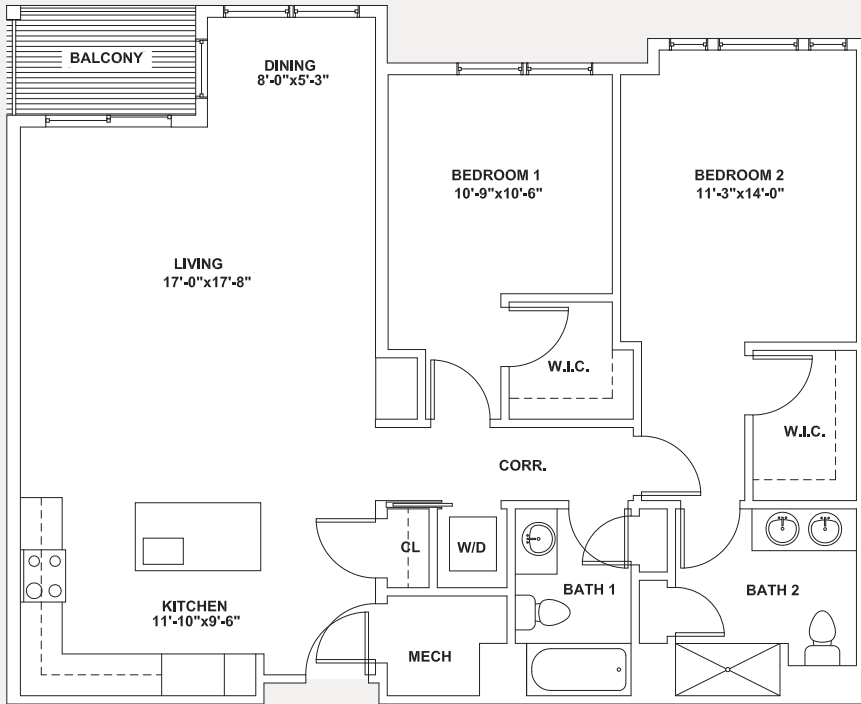 BALCONY
DINING
8'-0"x5'-3"
BEDROOM 1
10'-9"x10'-6"
BEDROOM 2
11'-3"x14'-0"
LIVING
17'-0"x17'-8"
W.I.C.
W.I.C.
CORR.
CL
W/D
BATH 1
BATH 2
KITCHEN
11'-10"x9'-6"
MECH